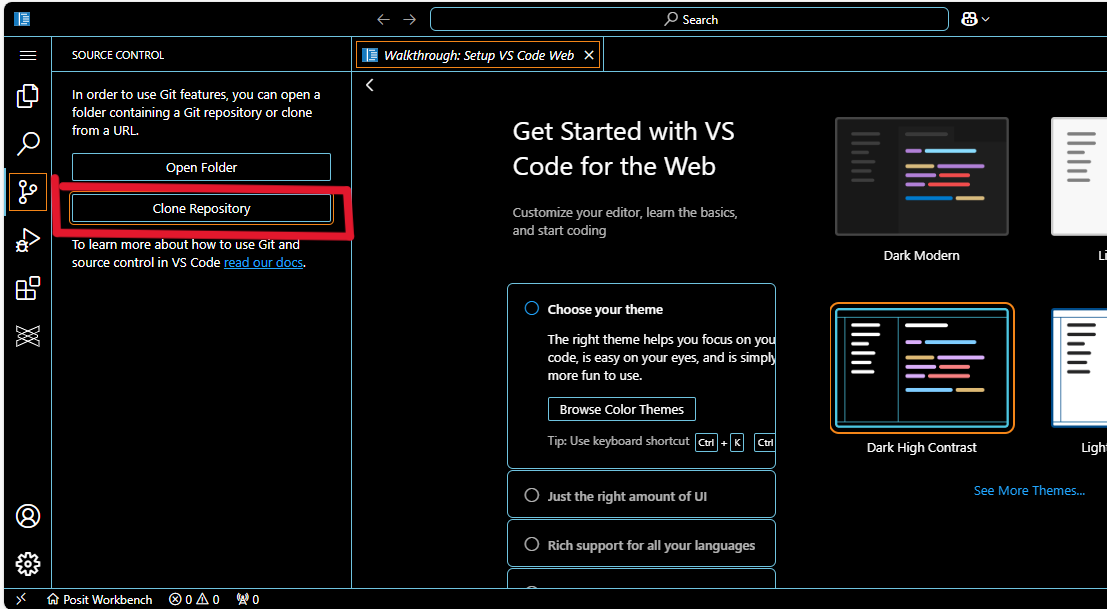 Search
SOURCE CONTROL
Walkthrough: Setup VS Code Web
In order to use Git features, you can open a
folder containing a Git repository or clone
from a URL.
Open Folder
Clone Repository
To learn more about how to use Git and
source control in VS Code read our docs.
Get Started with VS
Code for the Web
Customize your editor, learn the basics,
and start coding
Choose your theme
The right theme helps you focus on you
code, is easy on your eyes, and is simply
more fun to use.
Browse Color Themes
Tip: Use keyboard shortcut Ctrl + K Ctrl
Just the right amount of UI
Rich support for all your languages
Dark Modern
Li
Dark High Contrast
Light
See More Themes...
Posit Workbench
0
0
0